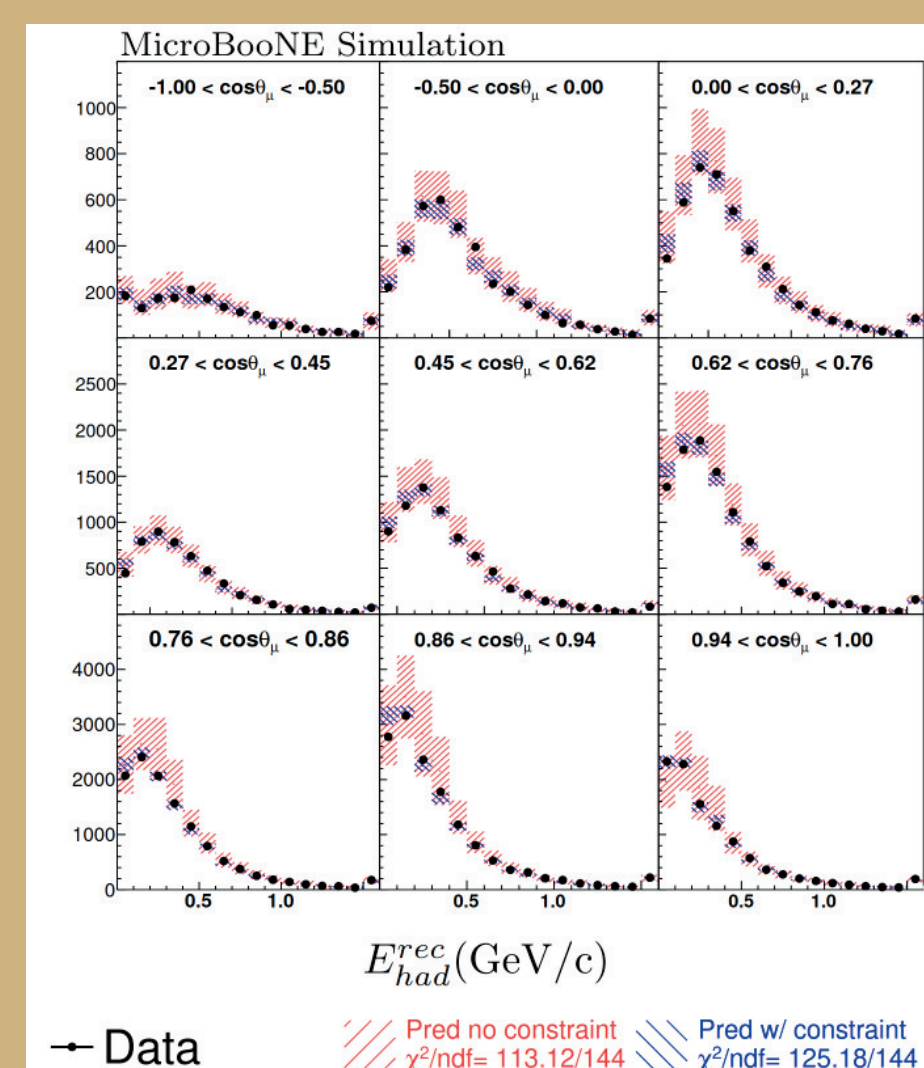 MicroBooNE Simulation
-1.00 < cosθμ < -0.50
-0.50 < cosθμ < 0.00
0.00 < cosθμ < 0.27
1000
800
600
400
200
0.27 < cosθμ < 0.45
0.45 < cosθμ < 0.62
0.62 < cosθμ < 0.76
2500
2000
1500
1000
500
0.76 < cosθμ < 0.86
0.86 < cosθμ < 0.94
0.94 < cosθμ < 1.00
4000
3000
2000
1000
0
0.5 1.0 0.5 1.0 0.5 1.0
E_{had}^{rec}(GeV/c)
Data
Pred no constraint
χ²/ndf= 113.12/144
Pred w/ constraint
χ²/ndf= 125.18/144